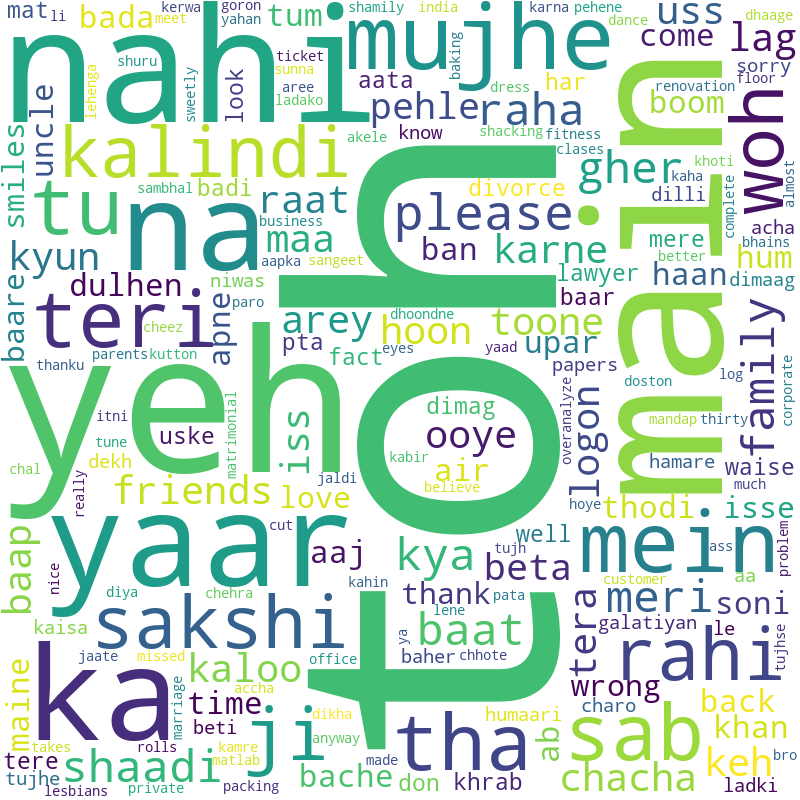 mat
li
kerwa
goron
bada
meet
yahan
nahi
tum
shamily
india
mujhe
karna
pehene
uss
dance
dhaage
come
lag
shuru
ticket
sunna
aree
ladako
lehenga
sweetly
look
uncle
aata
baking
dress
har
renovation
sorry
floor
pehle
raha
boom
smiles
kalindi
akele
know
shacking
fitness
clases
gher
khoti
woh
almost
tu
na
sambhal
badi
raat
business
maa
divorce
please
kaha
dilli
complete
acha
kyun
aapka
sangeet
ban
karne
mere
better
bhains
hum
main
toh
dulhen
niwas
lawyer
haan
dimaag
baare
teri
paro
apne
arey
dhoondne
hoon
baar
toone
cheez
pta
fact
eyes
yaad
upar
papers
family
thanku
parents
kutton
yeh
matrimonial
iss
dimag
overanalyze
doston
log
corporate
itni
tune
uske
ooye
logon
mandap
thirty
chal
dekh
kabir
air
believe
hamare
waise
really
friends
jaldi
love
hoye
thodi
isse
much
baap
yaar
cut
aaj
kya
well
tujh
mein
ass
problem
nice
diya
chehra
kahin
beta
customer
aa
sakshi
thank
pata
lene
tera
meri
soni
kaisa
ya
baat
galatiyan
le
tujhse
jaate
missed
office
baher
chhote
rahi
maine
ka
marriage
kaloo
accha
time
wrong
back
charo
dikha
humaari
beti
ji
anyway
made
tha
ab
sab
khan
takes
rolls
kamre
matlab
tere
shaadi
keh
bro
tujhe
lesbians
private
packing
bache
don
khrab
chacha
ladki